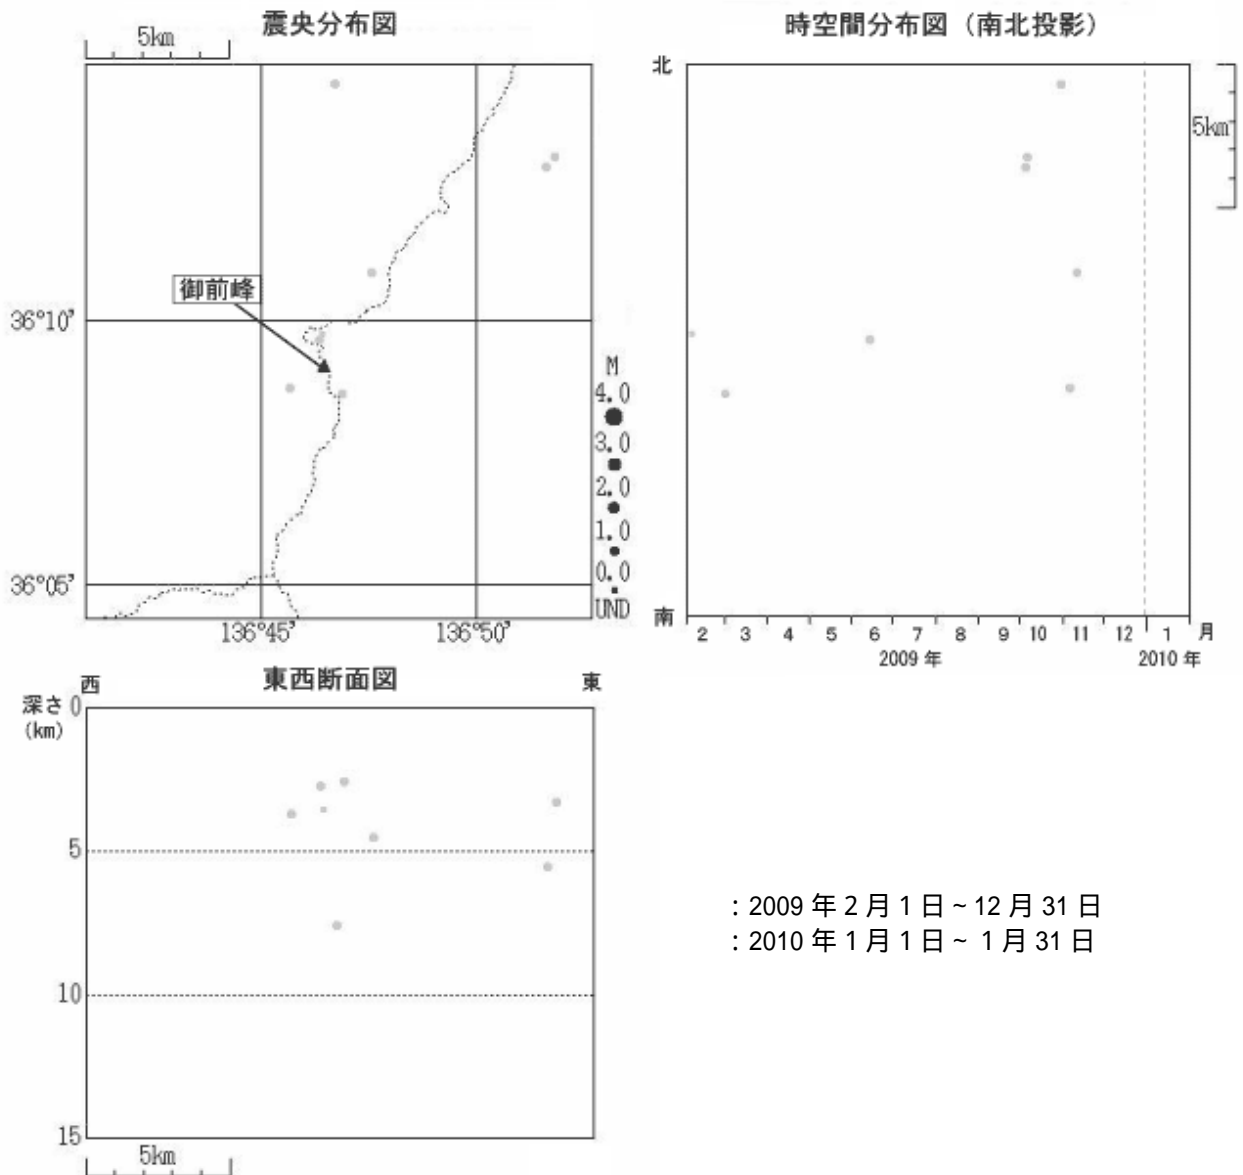 震央分布図
5km
御前峰
36°10’
36°05’
136°45’
136°50’
M
4.0
3.0
2.0
1.0
0.0
UND
時空間分布図（南北投影）
北
南
5km
2 3 4 5 6 7 8 9 10 11 12 1 月
2009 年
2010 年
東西断面図
西
東
深さ
(km)
0
5
10
15
5km
: 2009 年 2 月 1 日 ~ 12 月 31 日
: 2010 年 1 月 1 日 ~ 1 月 31 日